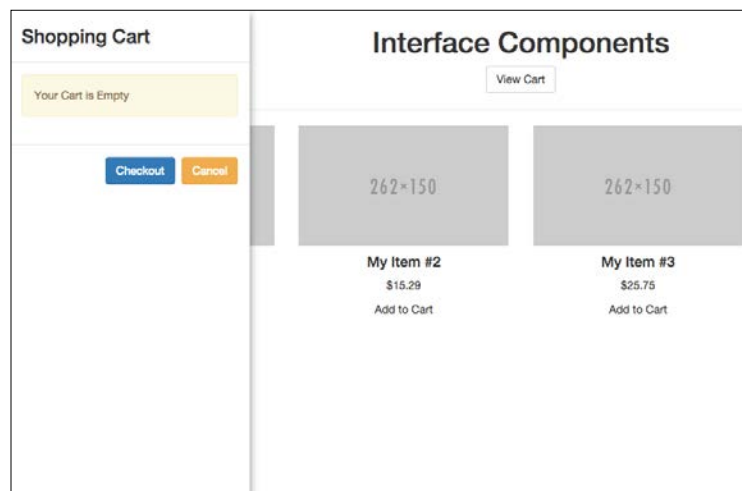 Shopping Cart
Your Cart is Empty
Checkout Cancel
Interface Components
View Cart
262×150 262×150
My Item #2 My Item #3
$15.29 $25.75
Add to Cart Add to Cart